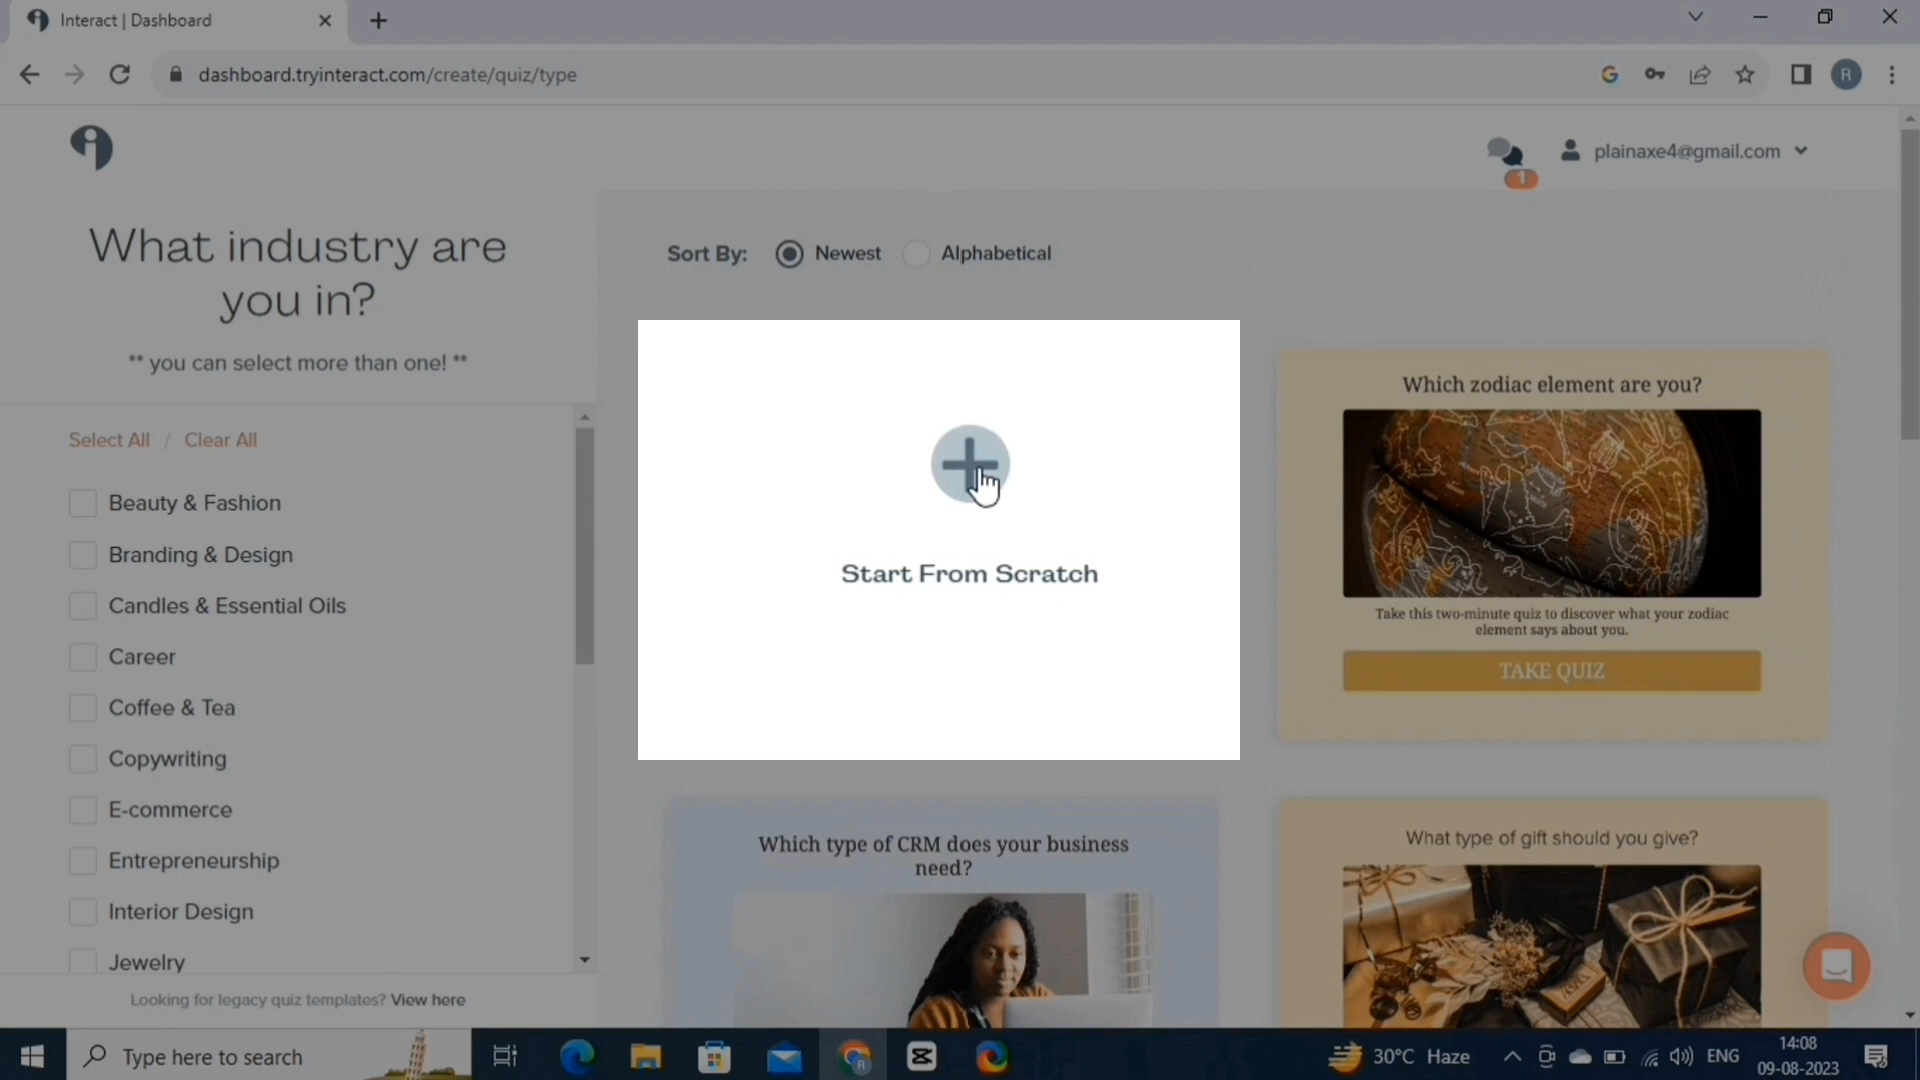 Interact | Dashboard
dashboard.tryinteract.com/create/quiz/type
R
1
plainaxe4@gmail.com
What industry are
you in?
** you can select more than one! **
Select All / Clear All
Beauty & Fashion
Branding & Design
Candles & Essential Oils
Career
Coffee & Tea
Copywriting
E-commerce
Entrepreneurship
Interior Design
Jewelry
Looking for legacy quiz templates? View here
Sort By: Newest Alphabetical
Start From Scratch
Which zodiac element are you?
Take this two-minute quiz to discover what your zodiac
element says about you.
TAKE QUIZ
Which type of CRM does your business
need?
What type of gift should you give?
Type here to search
R
30°C Haze
ENG
14:08
09-08-2023